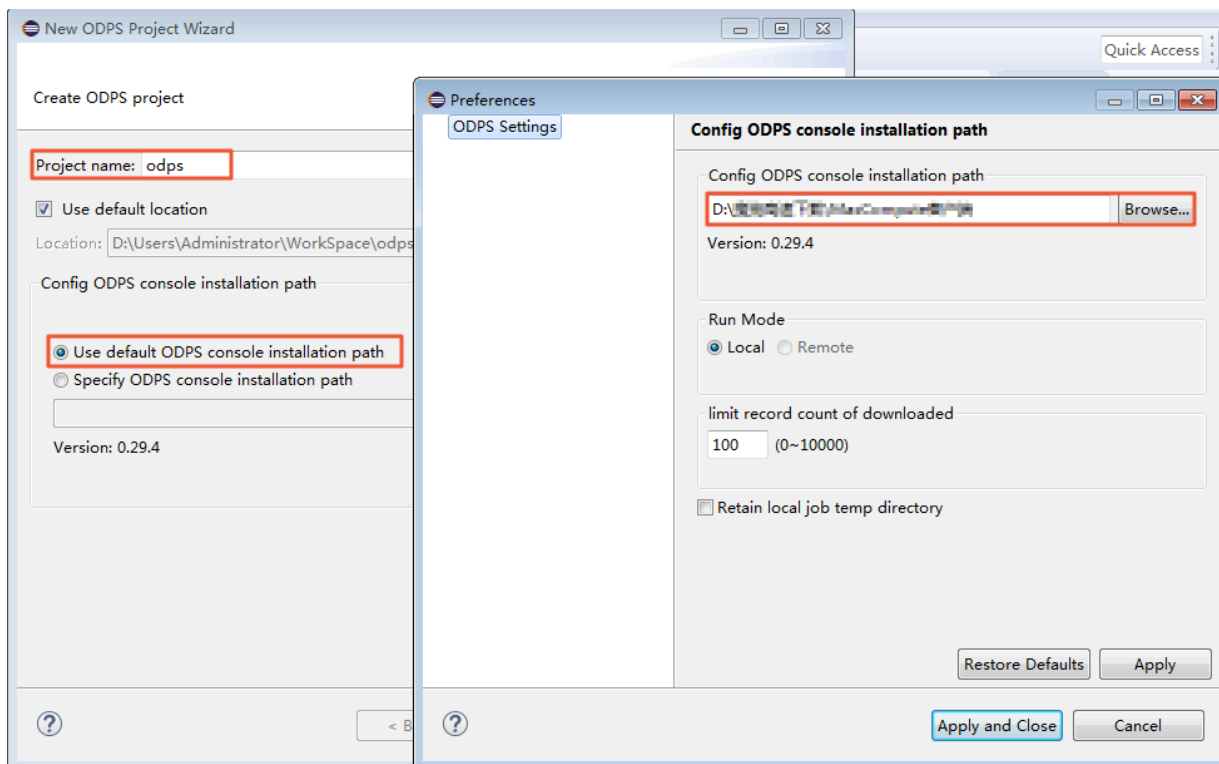 New ODPS Project Wizard
Quick Access
Create ODPS project
Project name: odps
Use default location
Location: D:\Users\Administrator\WorkSpace\odps
Config ODPS console installation path
Use default ODPS console installation path
Specify ODPS console installation path
Version: 0.29.4
< B
Preferences
ODPS Settings
Config ODPS console installation path
Config ODPS console installation path
D:\
Browse...
Version: 0.29.4
Run Mode
Local Remote
limit record count of downloaded
100 (0~10000)
Retain local job temp directory
Restore Defaults Apply
Apply and Close Cancel